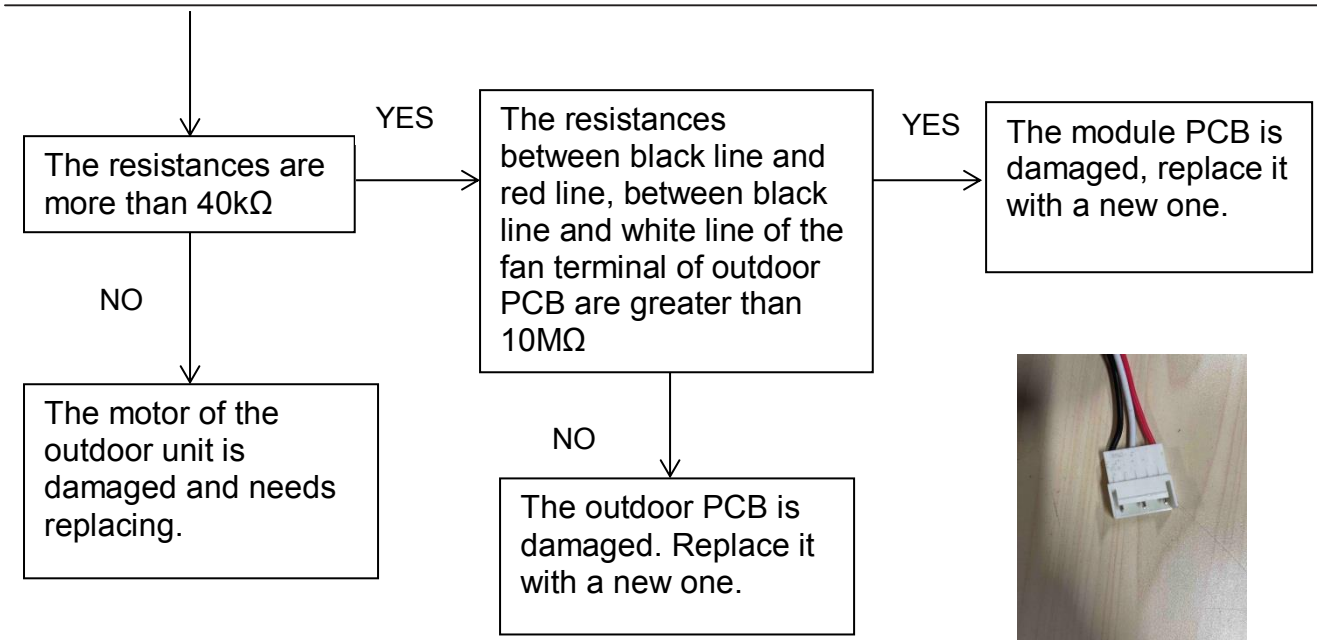 The resistances are
more than 40kΩ
YES
The resistances
between black line and
red line, between black
line and white line of the
fan terminal of outdoor
PCB are greater than
10MΩ
YES
The module PCB is
damaged, replace it
with a new one.
NO
The motor of the
outdoor unit is
damaged and needs
replacing.
NO
The outdoor PCB is
damaged. Replace it
with a new one.